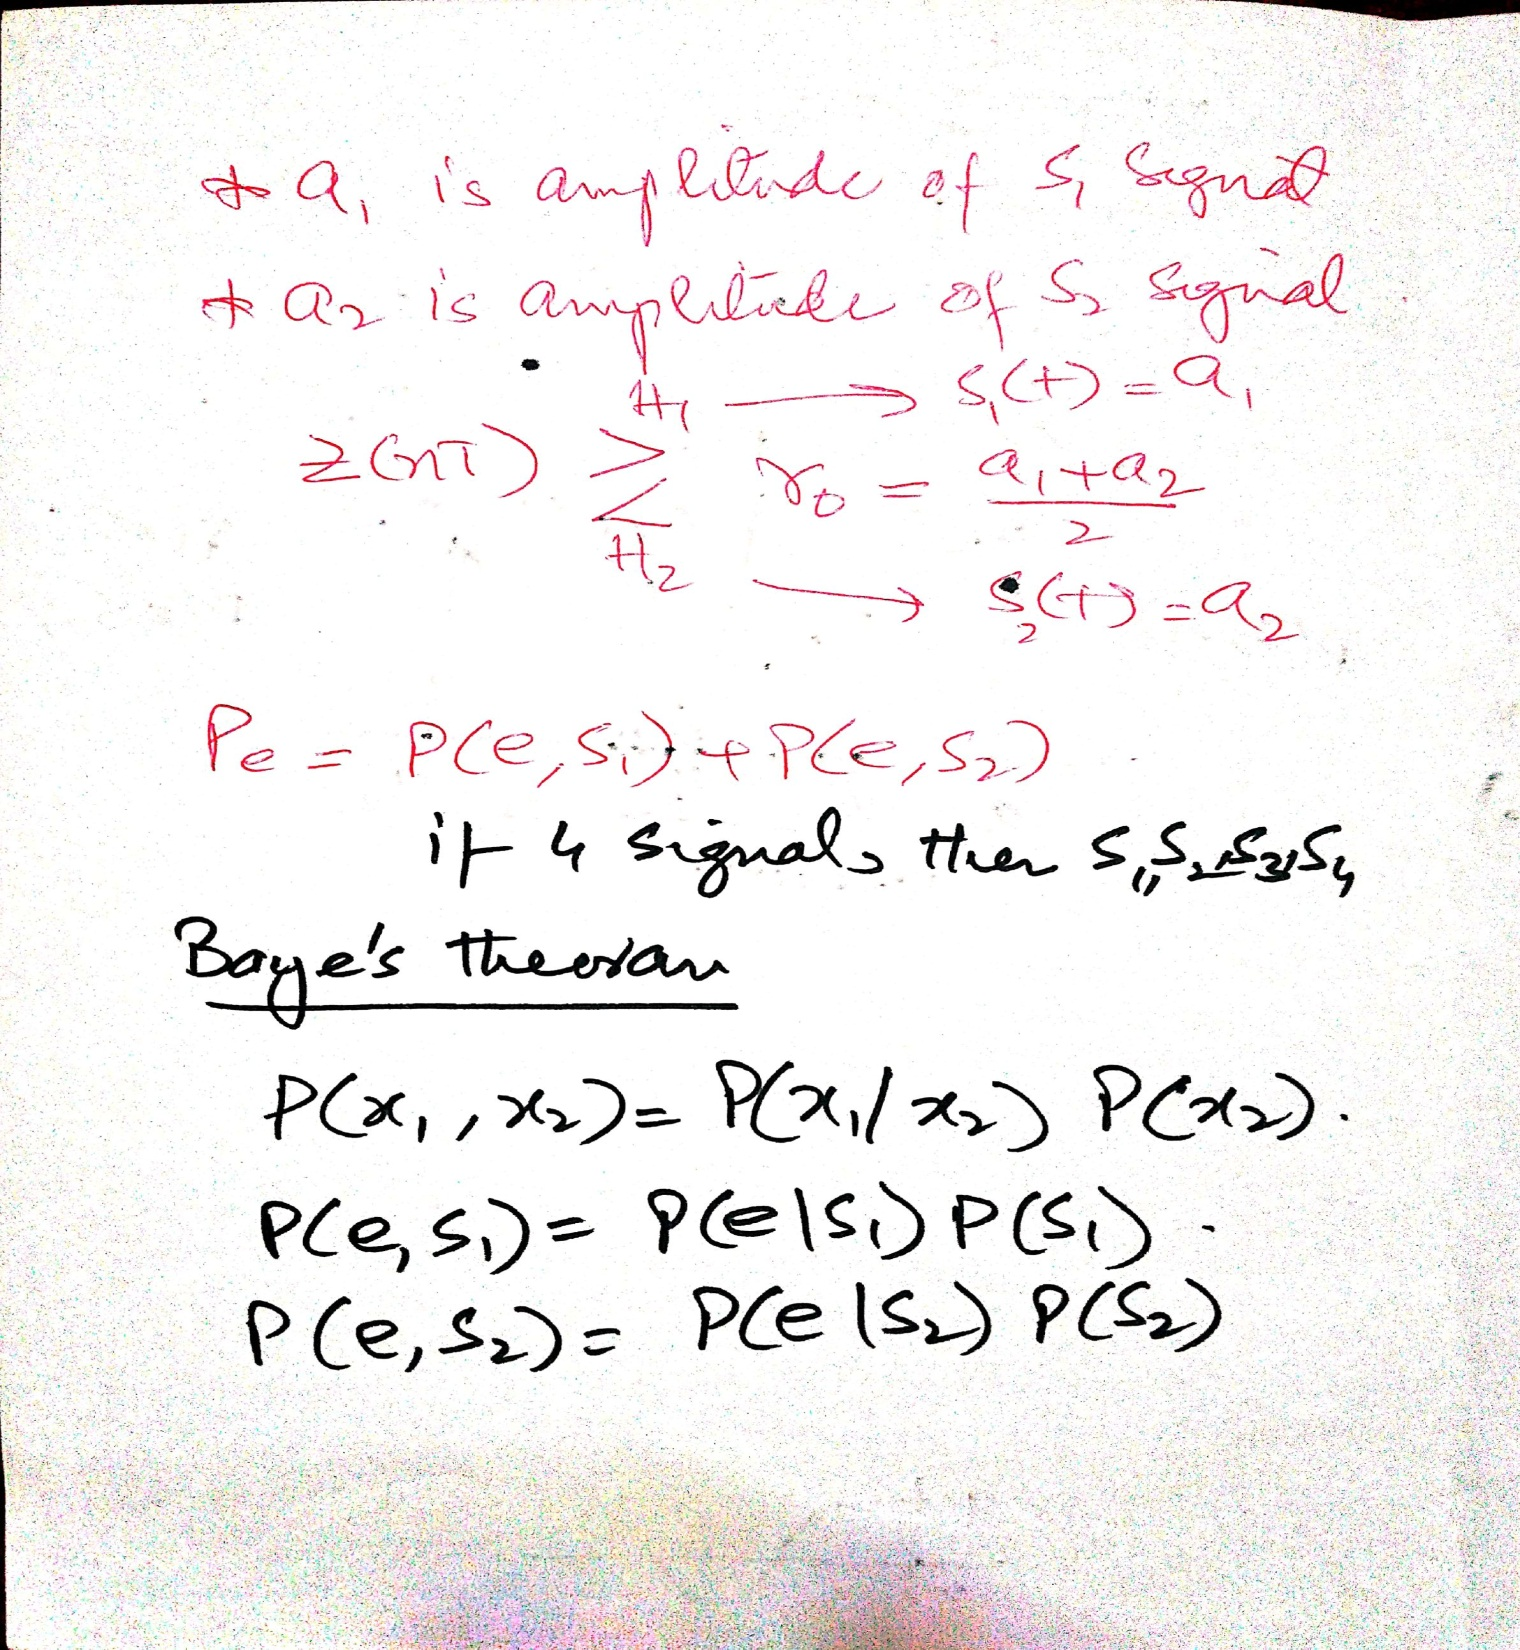 * a₁ is amplitude of S₁ signal
* a₂ is amplitude of S₂ signal
H₁ → S₁(t) = a₁
z(nT) ≷ γ₀ = (a₁+a₂)/2
H₂ → S₂(t) = a₂
Pe = P(e,S₁) + P(e,S₂)
if 4 signals then S₁, S₂, S₃, S₄
Baye's theoram
P(x₁, x₂) = P(x₁/x₂) P(x₂).
P(e, S₁) = P(e|S₁) P(S₁).
P(e, S₂) = P(e|S₂) P(S₂)